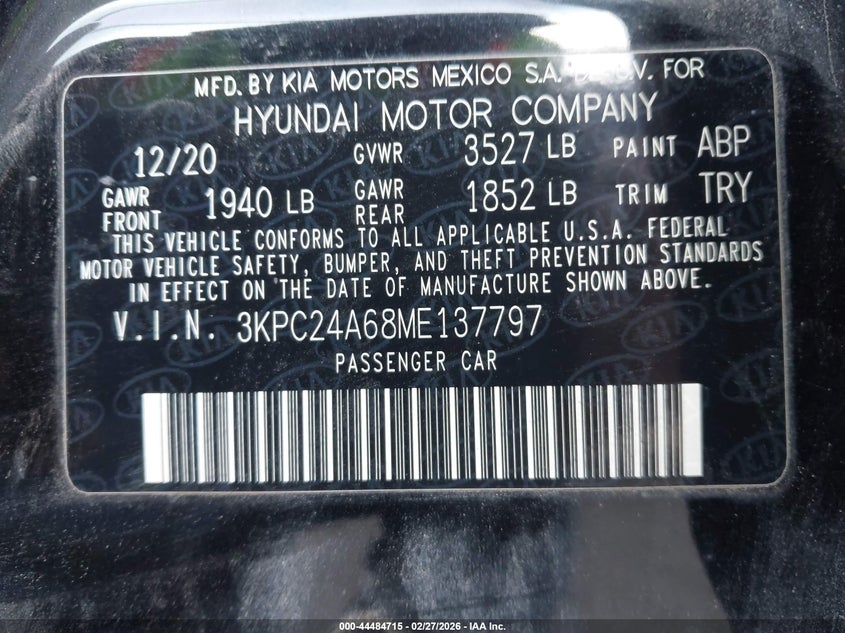 MFD. BY KIA MOTORS MEXICO S.A. DE C.V. FOR
HYUNDAI MOTOR COMPANY
12/20 GVWR 3527 LB PAINT ABP
GAWR FRONT 1940 LB GAWR REAR 1852 LB TRIM TRY
THIS VEHICLE CONFORMS TO ALL APPLICABLE U.S.A. FEDERAL
MOTOR VEHICLE SAFETY, BUMPER, AND THEFT PREVENTION STANDARDS
IN EFFECT ON THE DATE OF MANUFACTURE SHOWN ABOVE.
V.I.N. 3KPC24A68ME137797
PASSENGER CAR
000-44484715 - 02/27/2026 - IAA Inc.